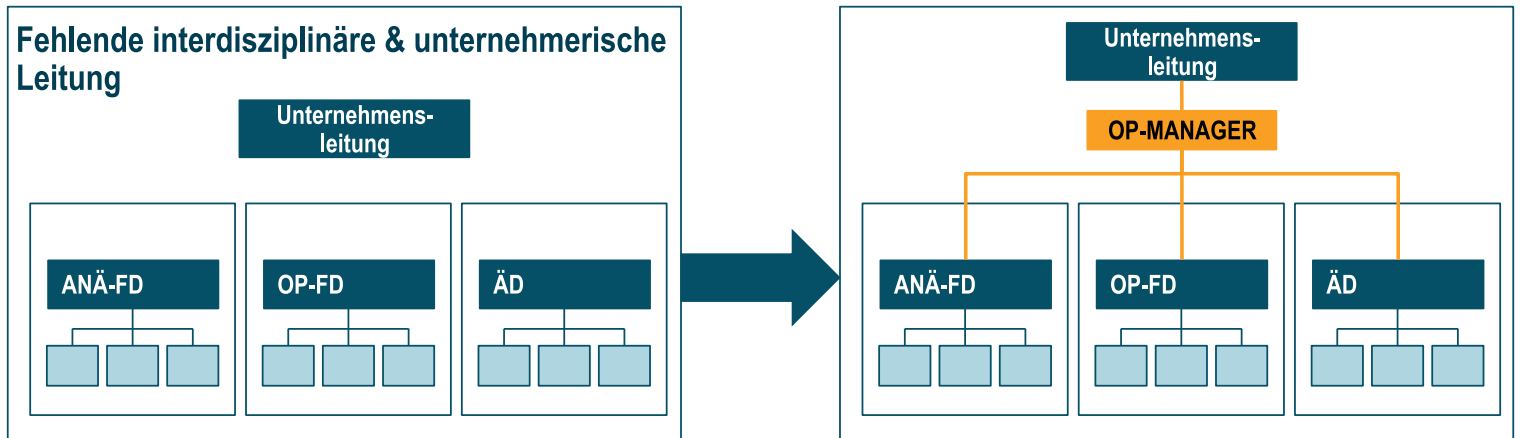 Fehlende interdisziplinäre & unternehmerische
Leitung
Unternehmens-
leitung
ANÄ-FD
OP-FD
ÄD
Unternehmens-
leitung
OP-MANAGER
ANÄ-FD
OP-FD
ÄD